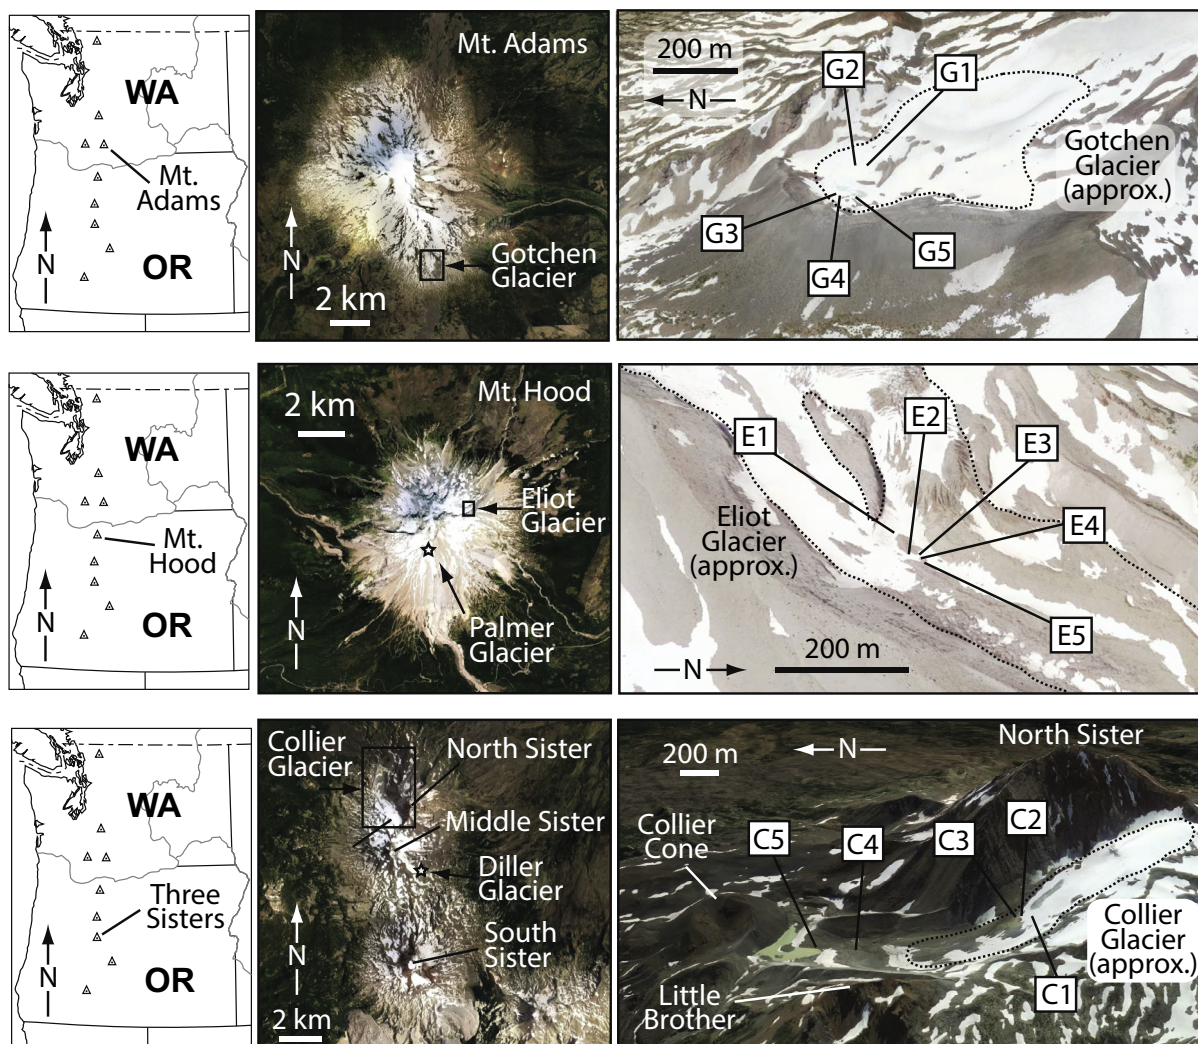 WA
Mt.
Adams
N
OR
Mt. Adams
N
Gotchen
Glacier
2 km
200 m
N
G2
G1
Gotchen
Glacier
(approx.)
G3
G5
G4
WA
Mt.
Hood
N
OR
Mt. Hood
2 km
Eliot
Glacier
N
Palmer
Glacier
E1
E2
E3
E4
Eliot
Glacier
(approx.)
E5
N
200 m
WA
Three
Sisters
N
OR
Collier
Glacier
North Sister
Middle Sister
Diller
Glacier
N
South
Sister
2 km
200 m
N
North Sister
Collier
Cone
C5
C4
C3
C2
Collier
Glacier
(approx.)
C1
Little
Brother